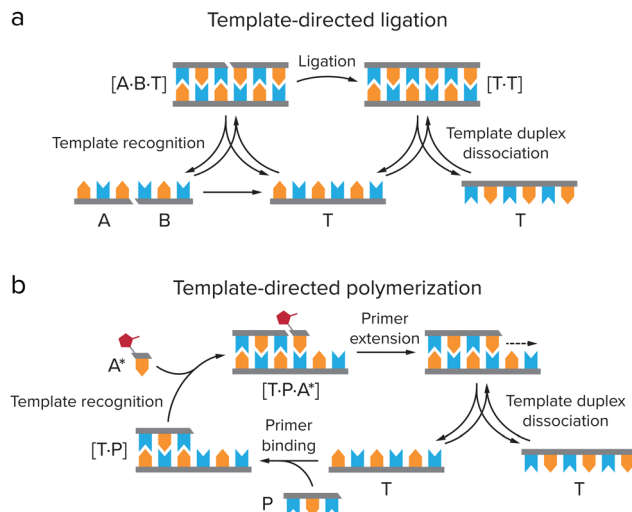 a
Template-directed ligation
[A·B·T]
Ligation
[T·T]
Template recognition
Template duplex
dissociation
A
B
T
T
b
Template-directed polymerization
A*
Primer
extension
[T·P·A*]
Template recognition
Template duplex
dissociation
[T·P]
Primer
binding
T
T
P